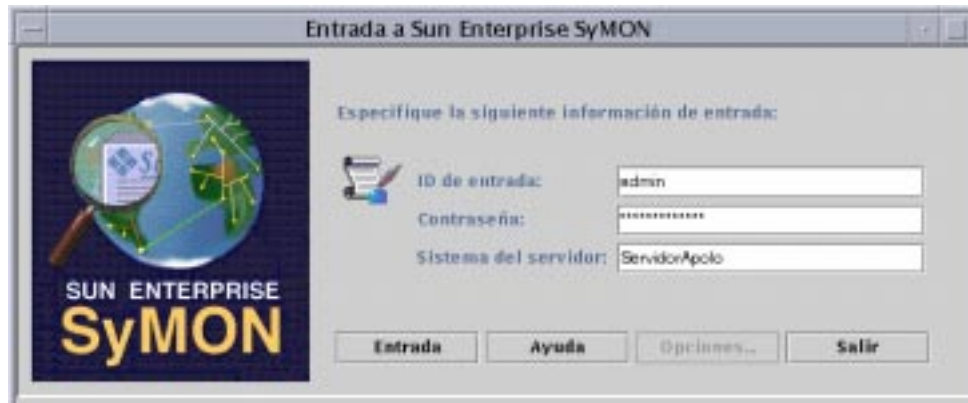 Entrada a Sun Enterprise SyMON
Especifique la siguiente información de entrada:
ID de entrada: admin
Contraseña: *************
Sistema del servidor: ServidorApolo
SUN ENTERPRISE
SyMON
Entrada Ayuda Opciones... Salir